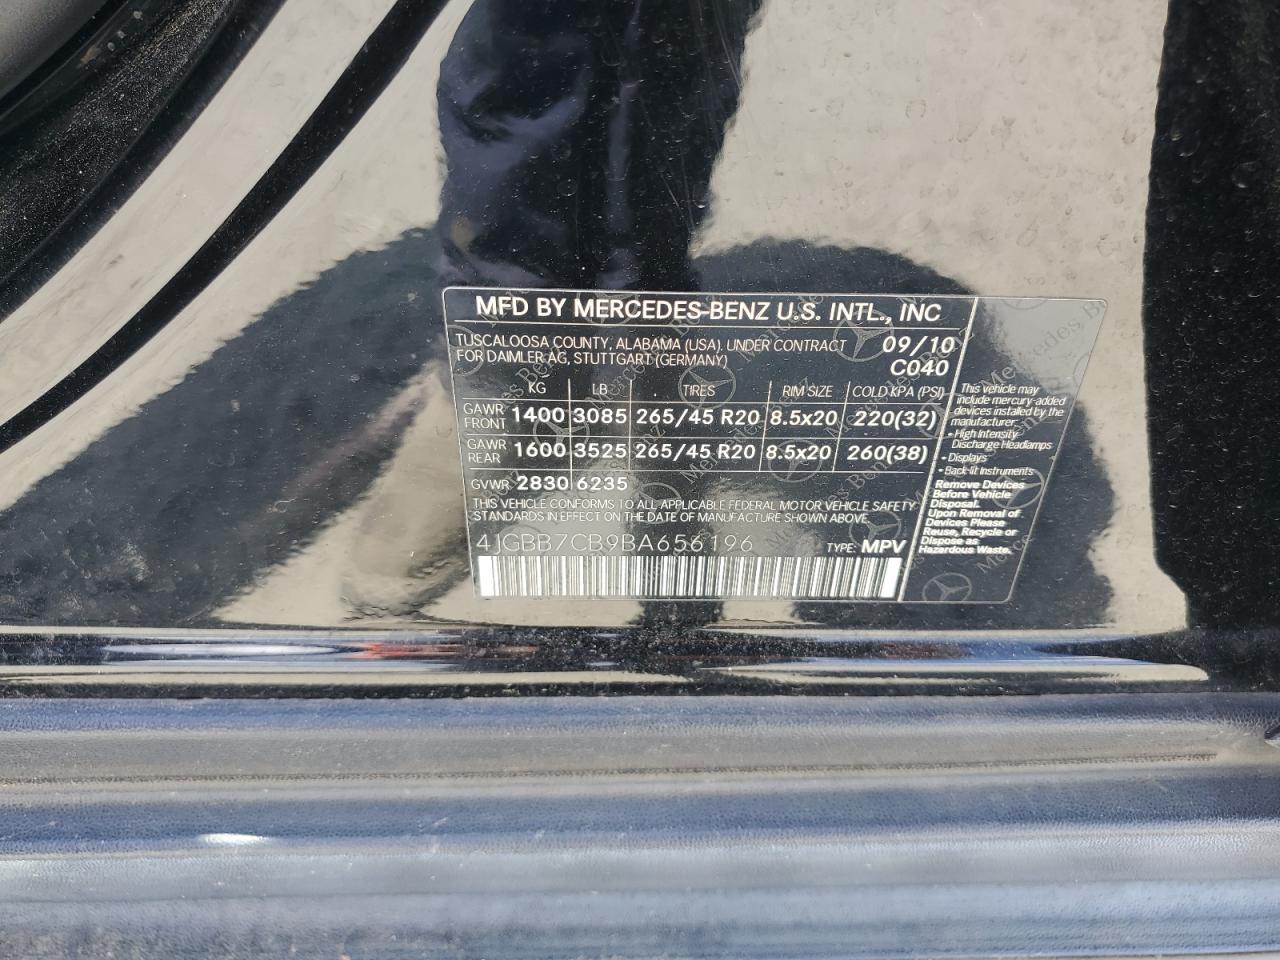 MFD BY MERCEDES-BENZ U.S. INTL., INC
TUSCALOOSA COUNTY, ALABAMA (USA). UNDER CONTRACT 09/10
FOR DAIMLER AG, STUTTGART (GERMANY) C040
KG LB TIRES RIM SIZE COLD KPA (PSI)
GAWR FRONT 1400 3085 265/45 R20 8.5x20 220(32)
GAWR REAR 1600 3525 265/45 R20 8.5x20 260(38)
GVWR 2830 6235
THIS VEHICLE CONFORMS TO ALL APPLICABLE FEDERAL MOTOR VEHICLE SAFETY
STANDARDS IN EFFECT ON THE DATE OF MANUFACTURE SHOWN ABOVE.
4JGBB7CB9BA656196 TYPE: MPV
This vehicle may
include mercury-added
devices installed by the
manufacturer:
• High Intensity
Discharge Headlamps
• Displays
• Back-lit Instruments
Remove Devices
Before Vehicle
Disposal.
Upon Removal of
Devices Please
Reuse, Recycle or
Dispose as
Hazardous Waste.